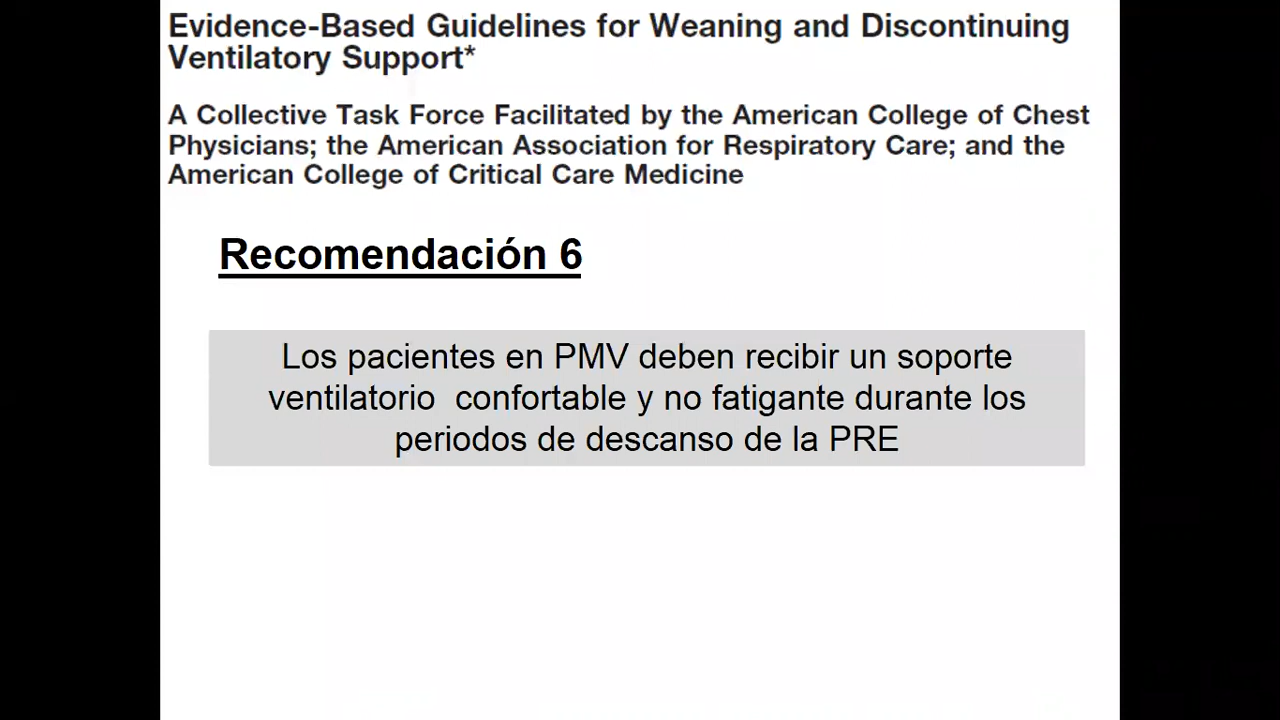 Evidence-Based Guidelines for Weaning and Discontinuing
Ventilatory Support*
A Collective Task Force Facilitated by the American College of Chest
Physicians; the American Association for Respiratory Care; and the
American College of Critical Care Medicine
Recomendación 6
Los pacientes en PMV deben recibir un soporte
ventilatorio confortable y no fatigante durante los
periodos de descanso de la PRE